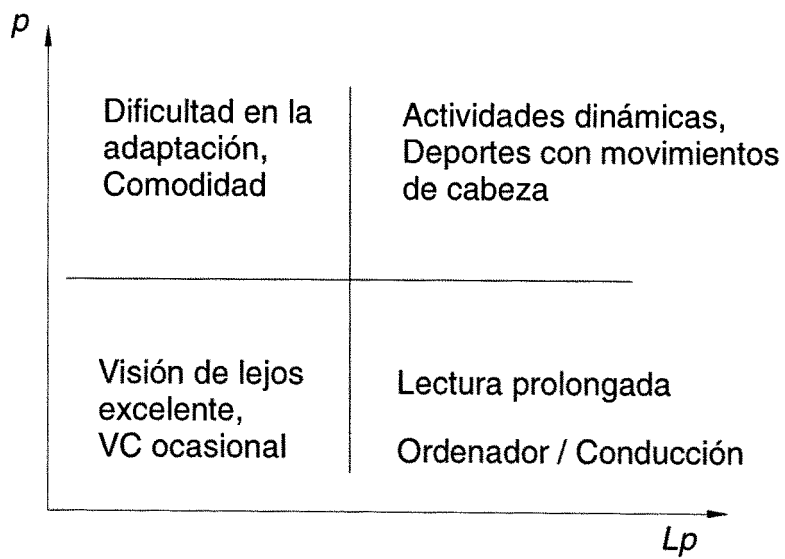 p
Dificultad en la
adaptación,
Comodidad
Actividades dinámicas,
Deportes con movimientos
de cabeza
Visión de lejos
excelente,
VC ocasional
Lectura prolongada
Ordenador / Conducción
Lp